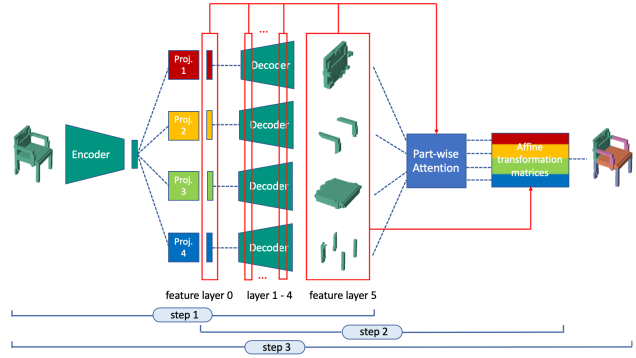 ...
Proj.
1
Decoder
Proj.
2
Decoder
Encoder
Part-wise
Attention
Affine
transformation
matrices
Proj.
3
Decoder
Proj.
4
Decoder
...
feature layer 0
layer 1 - 4
feature layer 5
step 1
step 2
step 3